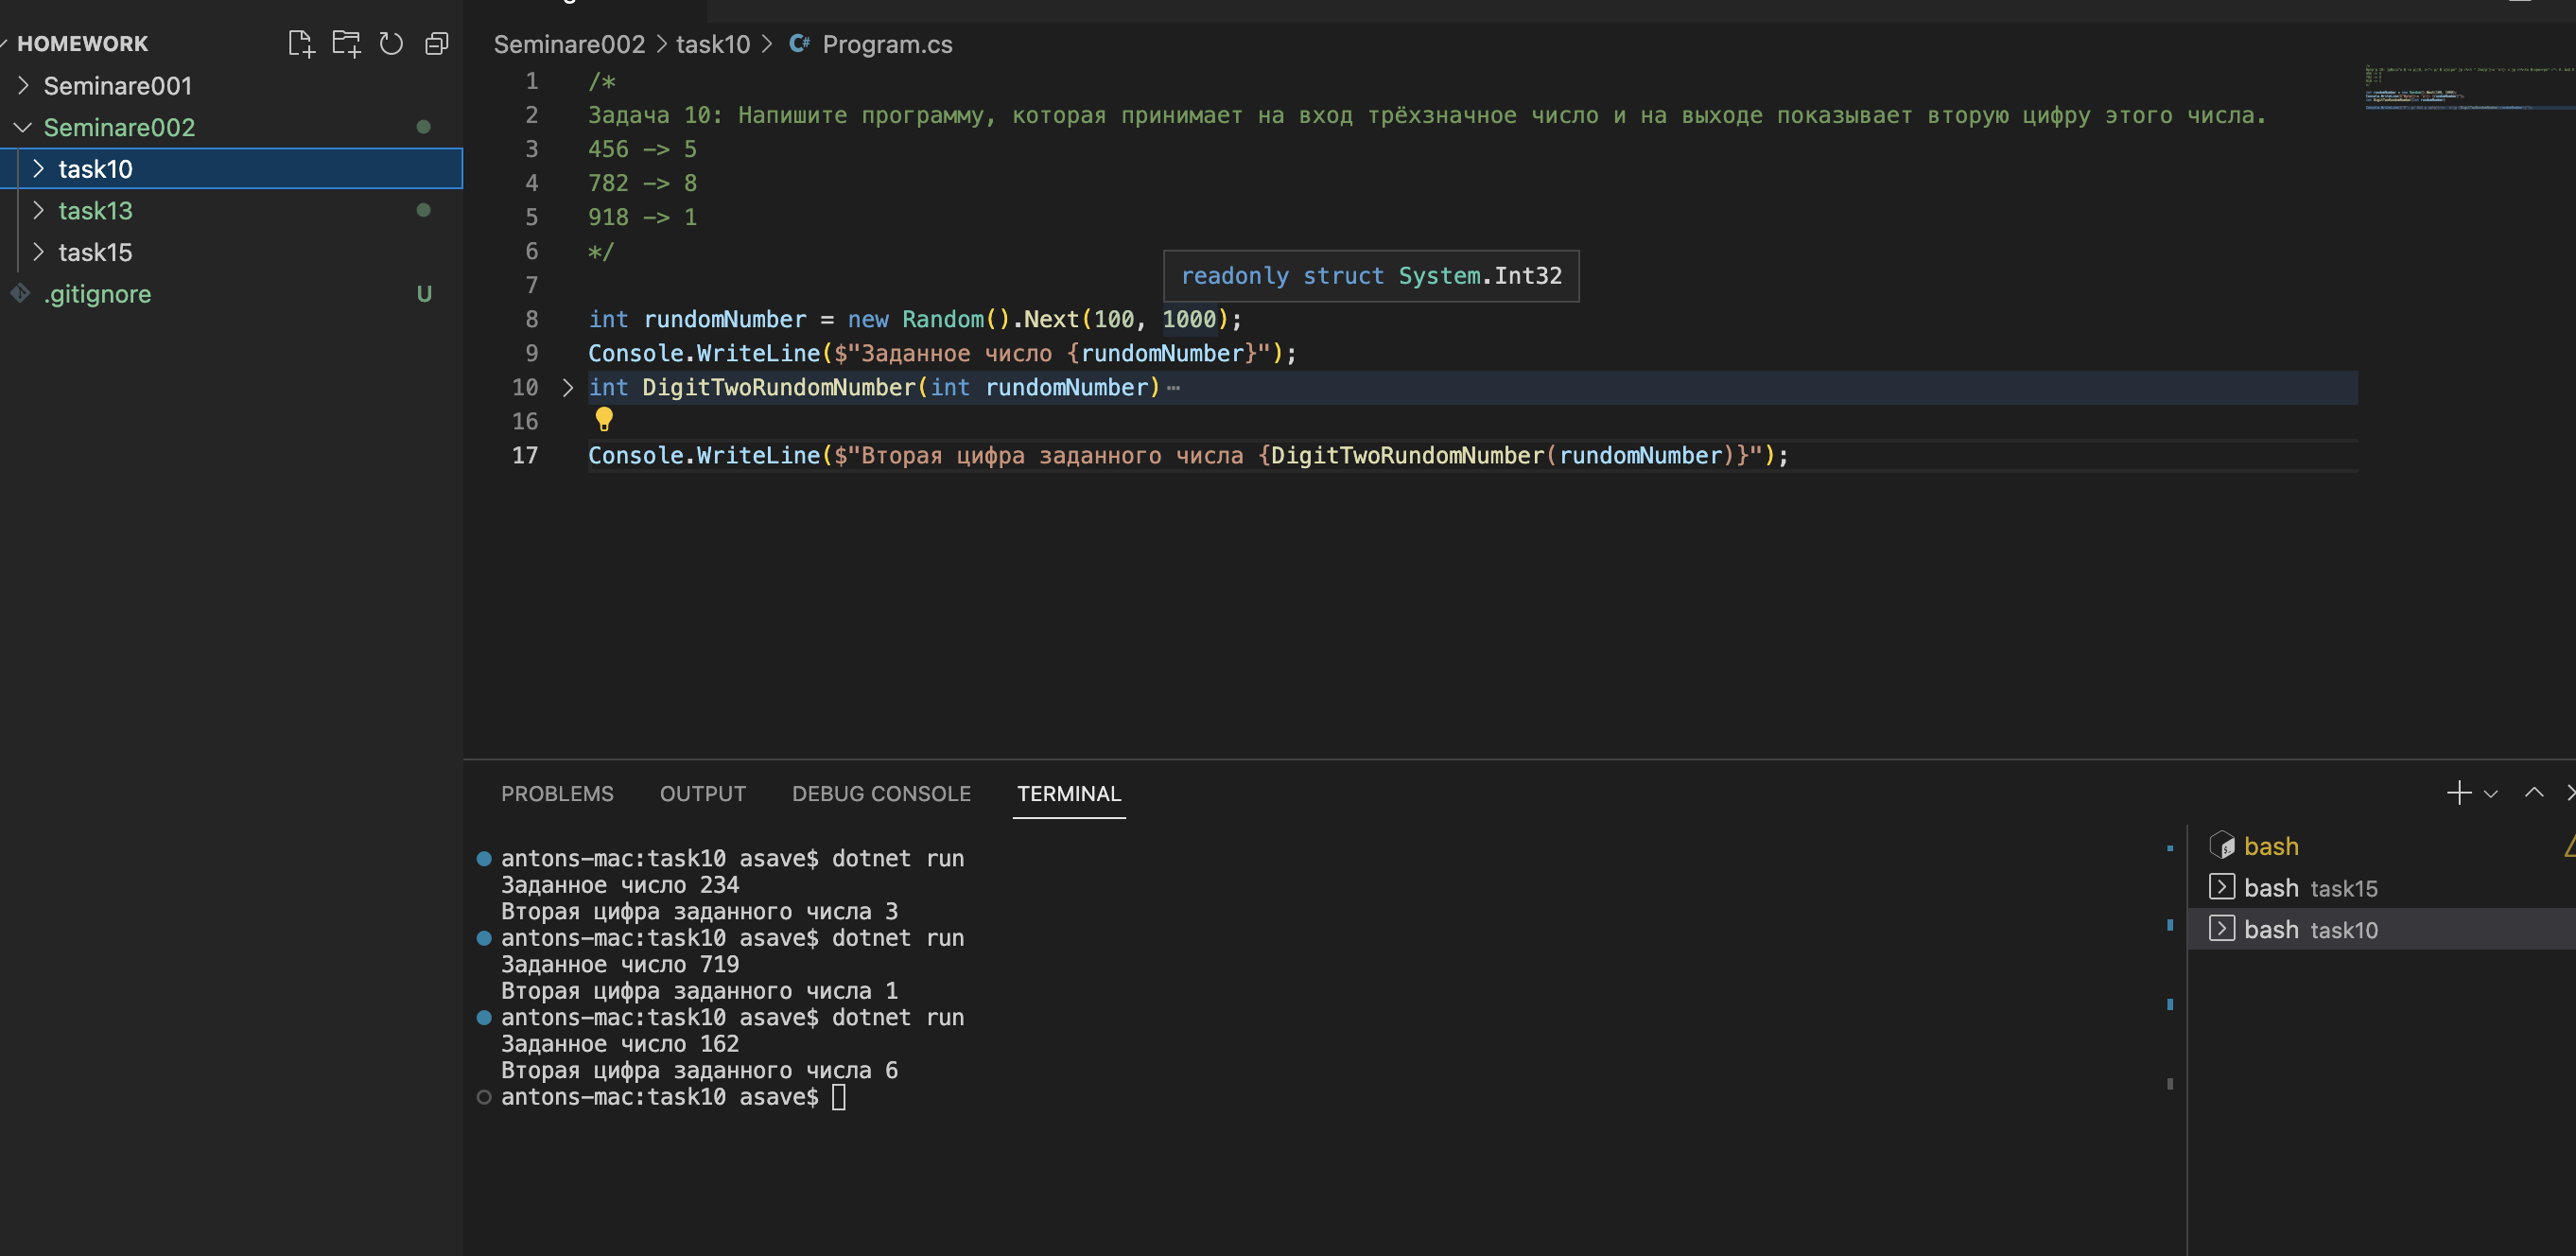 HOMEWORK
Seminare001
Seminare002
task10
task13
task15
.gitignore U
Seminare002 > task10 > C# Program.cs
1 /*
2 Задача 10: Напишите программу, которая принимает на вход трёхзначное число и на выходе показывает вторую цифру этого числа.
3 456 -> 5
4 782 -> 8
5 918 -> 1
6 */
readonly struct System.Int32
7
8 int rundomNumber = new Random().Next(100, 1000);
9 Console.WriteLine($"Заданное число {rundomNumber}");
10 int DigitTwoRundomNumber(int rundomNumber)⋯
16
17 Console.WriteLine($"Вторая цифра заданного числа {DigitTwoRundomNumber(rundomNumber)}");
PROBLEMS OUTPUT DEBUG CONSOLE TERMINAL
antons-mac:task10 asave$ dotnet run
Заданное число 234
Вторая цифра заданного числа 3
antons-mac:task10 asave$ dotnet run
Заданное число 719
Вторая цифра заданного числа 1
antons-mac:task10 asave$ dotnet run
Заданное число 162
Вторая цифра заданного числа 6
antons-mac:task10 asave$
bash
bash task15
bash task10